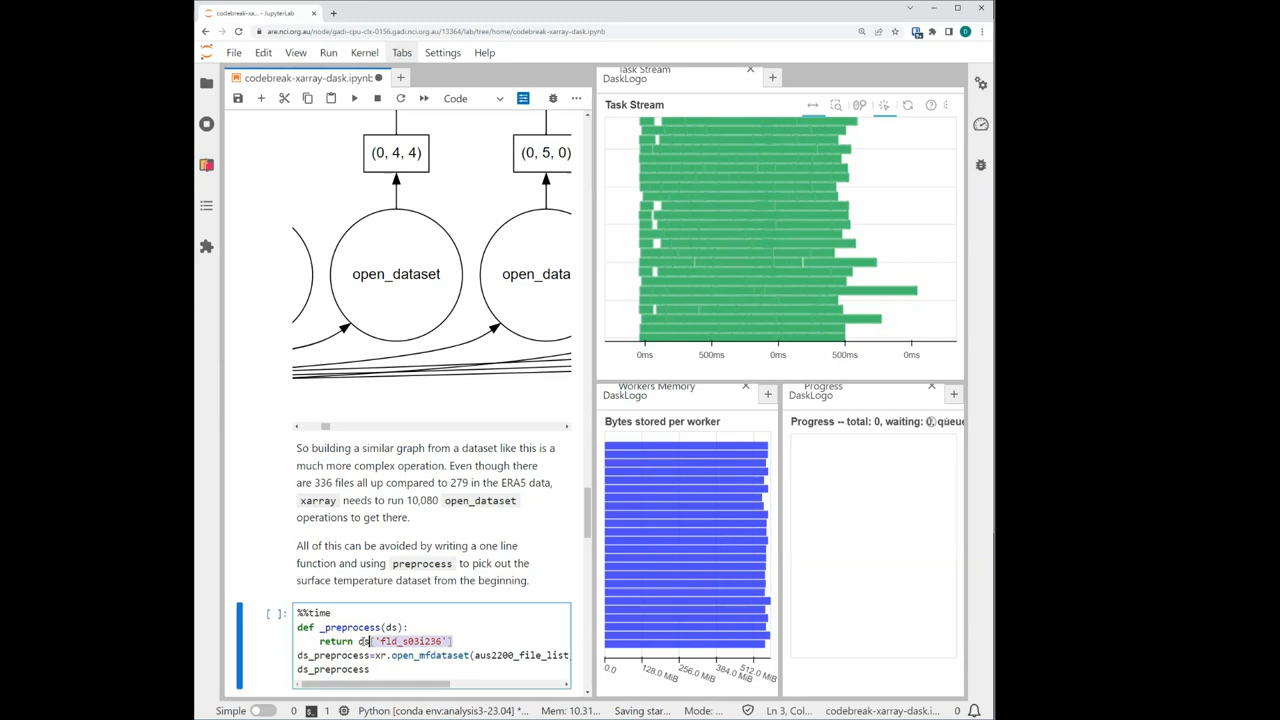 codebreak-xa... - JupyterLab
are.nci.org.au/node/gadi-cpu-clx-0156.gadi.nci.org.au/13364/lab/tree/home/codebreak-xarray-dask.ipynb
File Edit View Run Kernel Tabs Settings Help
codebreak-xarray-dask.ipynb
Code
(0, 4, 4)
(0, 5, 0)
open_dataset
open_data
So building a similar graph from a dataset like this is a
much more complex operation. Even though there
are 336 files all up compared to 279 in the ERA5 data,
xarray needs to run 10,080 open_dataset
operations to get there.
All of this can be avoided by writing a one line
function and using preprocess to pick out the
surface temperature dataset from the beginning.
[ ]:
%%time
def _preprocess(ds):
return ds['fld_s03i236']
ds_preprocess=xr.open_mfdataset(aus2200_file_list
ds_preprocess
Task Stream
DaskLogo
Task Stream
0ms 500ms 0ms 500ms 0ms
Workers Memory
DaskLogo
Bytes stored per worker
0.0 128.0 MiB 256.0 MiB 384.0 MiB 512.0 MiB
Progress
DaskLogo
Progress -- total: 0, waiting: 0, queue
Simple 0 1 Python [conda env:analysis3-23.04] *... Mem: 10.31... Saving star... Mode: ... Ln 3, Col... codebreak-xarray-dask.i... 0